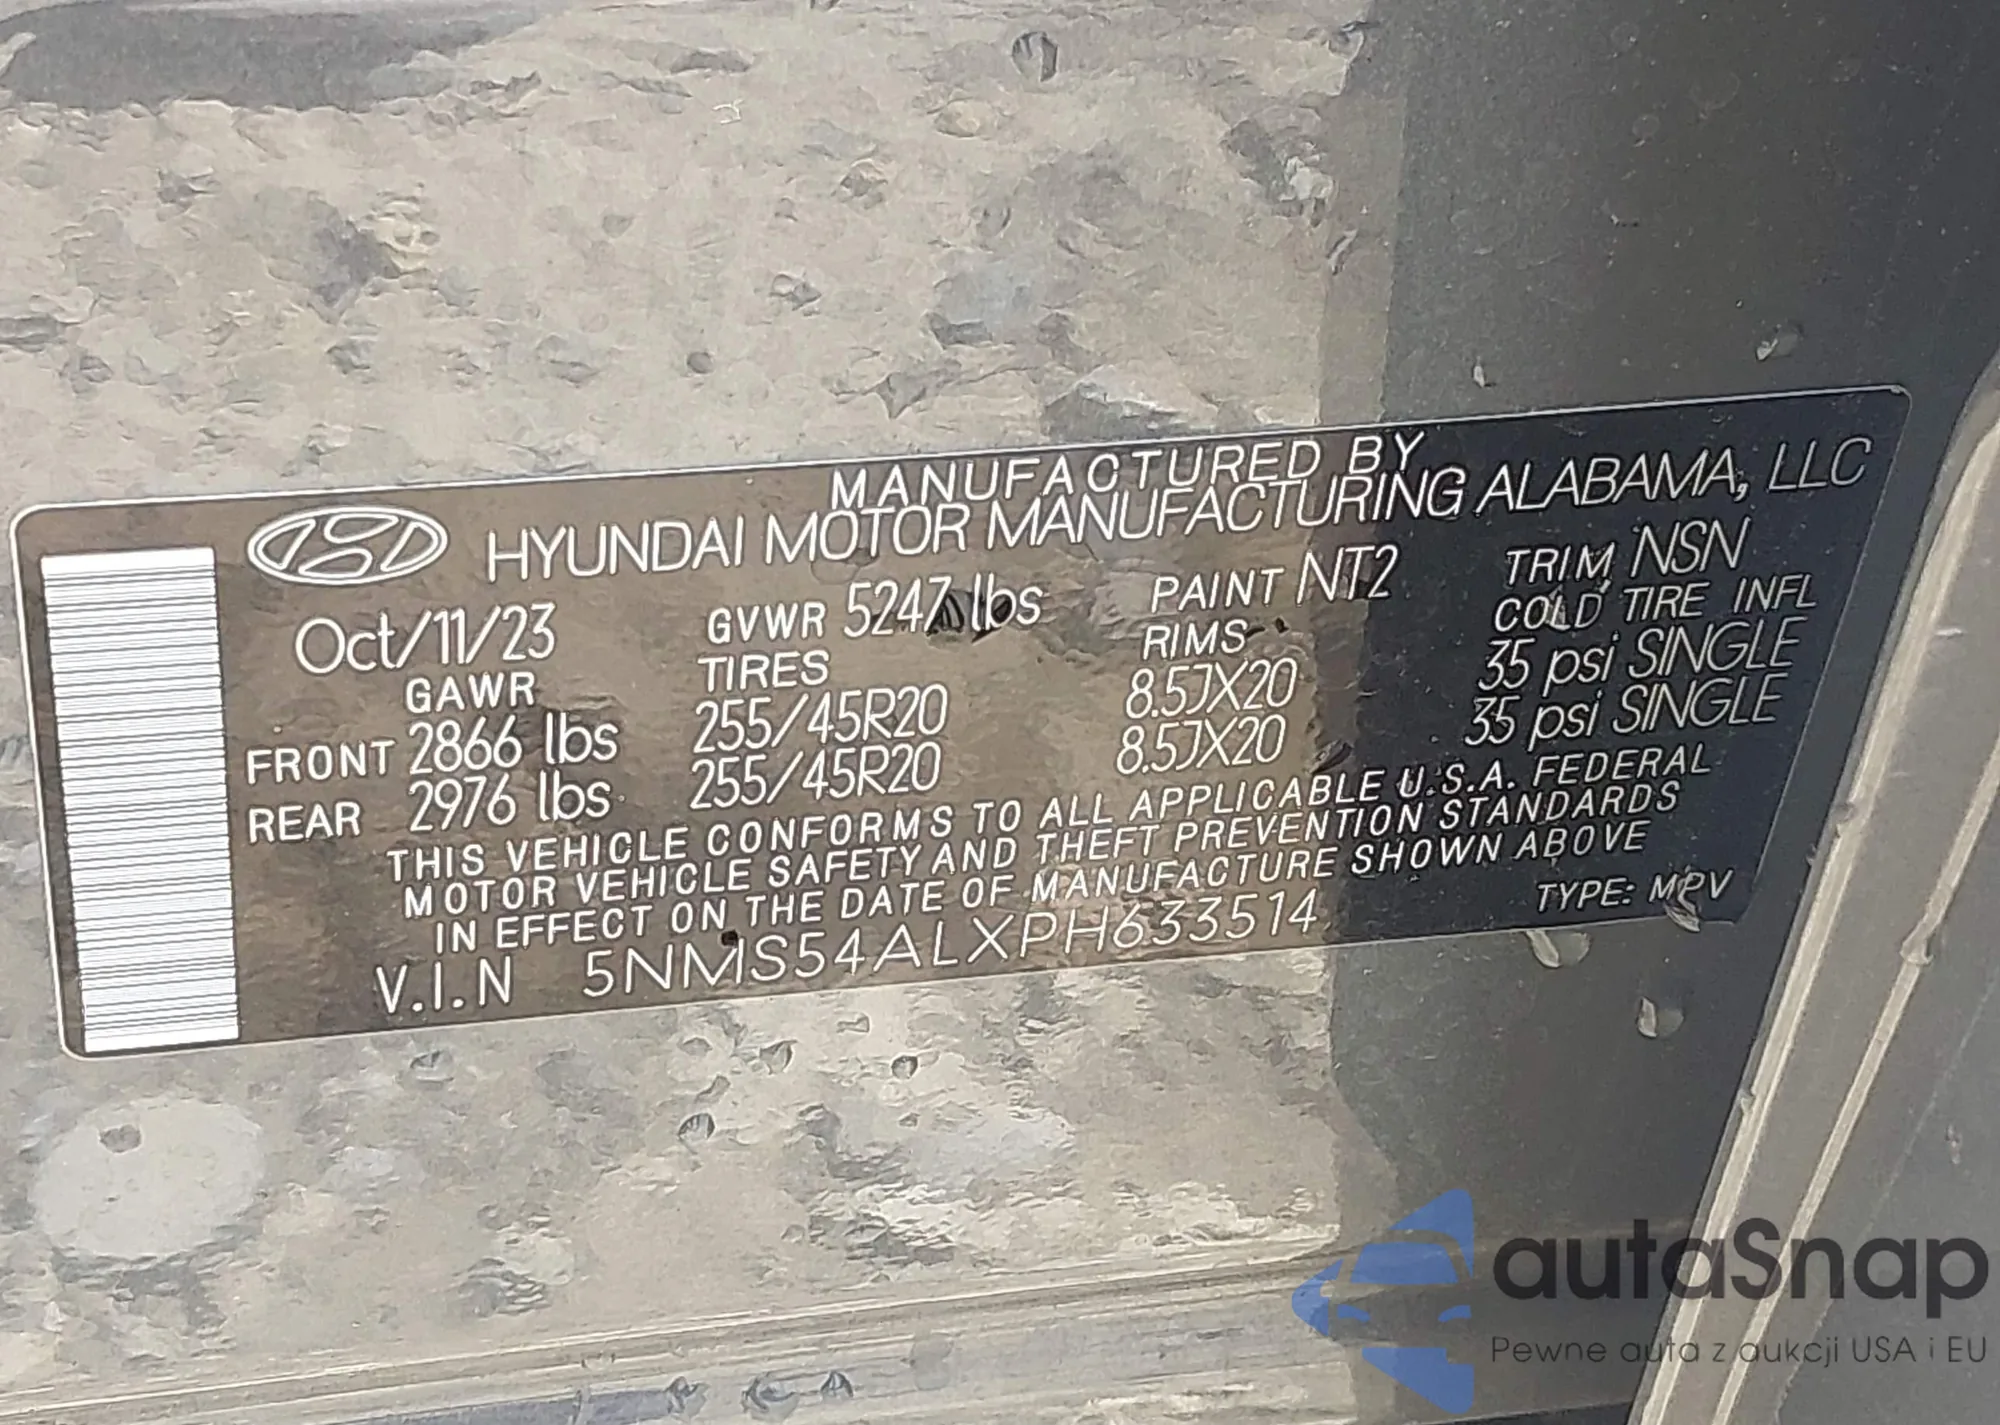 MANUFACTURED BY
HYUNDAI MOTOR MANUFACTURING ALABAMA, LLC
Oct/11/23 GVWR 5247 lbs PAINT NT2 TRIM NSN
GAWR TIRES RIMS COLD TIRE INFL
FRONT 2866 lbs 255/45R20 8.5JX20 35 psi SINGLE
REAR 2976 lbs 255/45R20 8.5JX20 35 psi SINGLE
THIS VEHICLE CONFORMS TO ALL APPLICABLE U.S.A. FEDERAL
MOTOR VEHICLE SAFETY AND THEFT PREVENTION STANDARDS
IN EFFECT ON THE DATE OF MANUFACTURE SHOWN ABOVE
V.I.N 5NMS54ALXPH633514 TYPE: MPV
autaSnap
Pewne auta z aukcji USA i EU